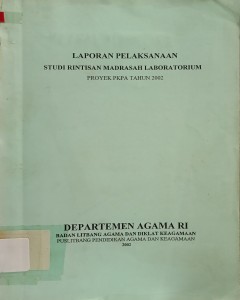 LAPORAN PELAKSANAAN
STUDI RINTISAN MADRASAH LABORATORIUM
PROYEK PKPA TAHUN 2002
DEPARTEMEN AGAMA RI
BADAN LITBANG AGAMA DAN DIKLAT KEAGAMAAN
PUSLITBANG PENDIDIKAN AGAMA DAN KEAGAMAAN
2002